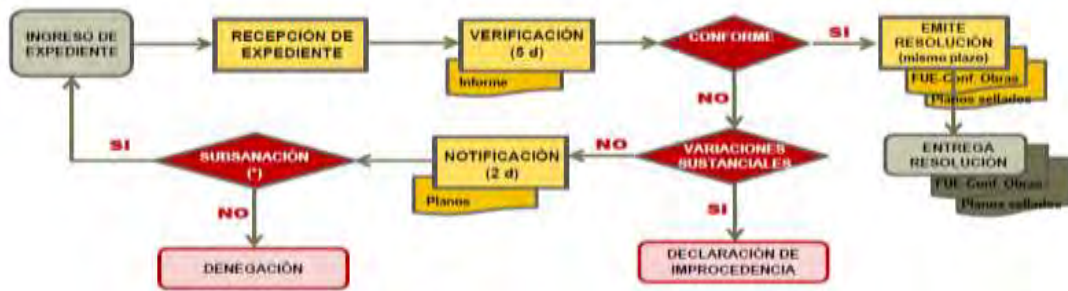 INGRESO DE
EXPEDIENTE
RECEPCIÓN DE
EXPEDIENTE
VERIFICACIÓN
(5 d)
Informe
CONFORME
SI
EMITE
RESOLUCIÓN
(mismo plazo)
FUE-Conf. Obras
Planos sellados
NO
SI
SUBSANACIÓN
(*)
NOTIFICACIÓN
(2 d)
Planos
NO
VARIACIONES
SUSTANCIALES
ENTREGA
RESOLUCIÓN
FUE-Conf. Obras
Planos sellados
NO
SI
DENEGACIÓN
DECLARACIÓN DE
IMPROCEDENCIA